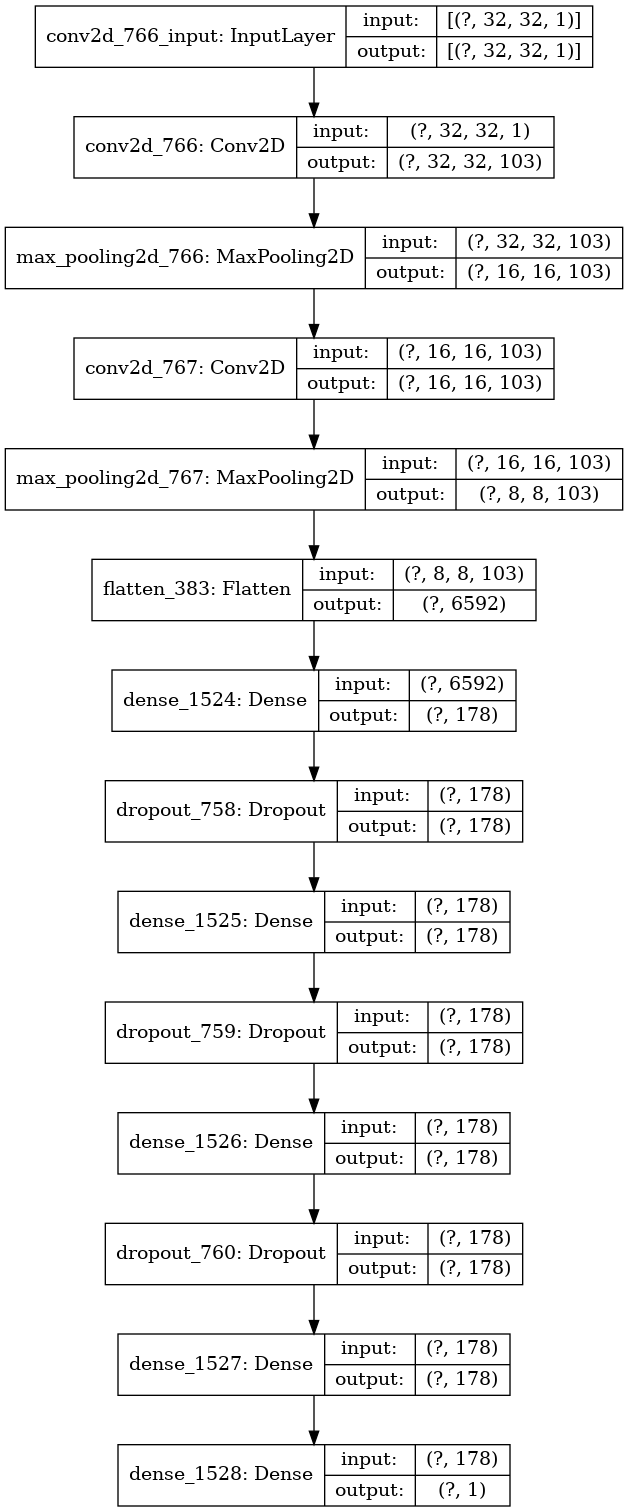 conv2d_766_input: InputLayer
input: [(?, 32, 32, 1)]
output: [(?, 32, 32, 1)]
conv2d_766: Conv2D
input: (?, 32, 32, 1)
output: (?, 32, 32, 103)
max_pooling2d_766: MaxPooling2D
input: (?, 32, 32, 103)
output: (?, 16, 16, 103)
conv2d_767: Conv2D
input: (?, 16, 16, 103)
output: (?, 16, 16, 103)
max_pooling2d_767: MaxPooling2D
input: (?, 16, 16, 103)
output: (?, 8, 8, 103)
flatten_383: Flatten
input: (?, 8, 8, 103)
output: (?, 6592)
dense_1524: Dense
input: (?, 6592)
output: (?, 178)
dropout_758: Dropout
input: (?, 178)
output: (?, 178)
dense_1525: Dense
input: (?, 178)
output: (?, 178)
dropout_759: Dropout
input: (?, 178)
output: (?, 178)
dense_1526: Dense
input: (?, 178)
output: (?, 178)
dropout_760: Dropout
input: (?, 178)
output: (?, 178)
dense_1527: Dense
input: (?, 178)
output: (?, 178)
dense_1528: Dense
input: (?, 178)
output: (?, 1)